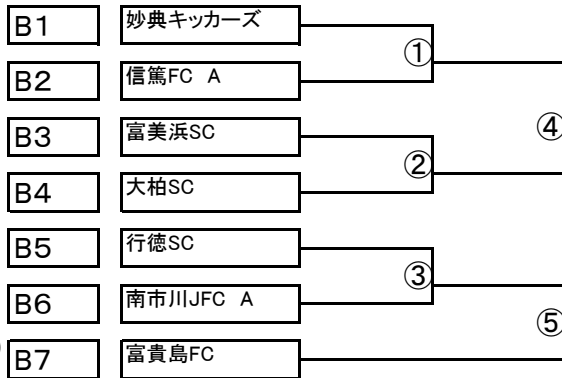 B1 妙典キッカーズ
①
B2 信篤FC A
④
B3 富美浜SC
②
B4 大柏SC
B5 行徳SC
③
B6 南市川JFC A
⑤
B7 富貴島FC